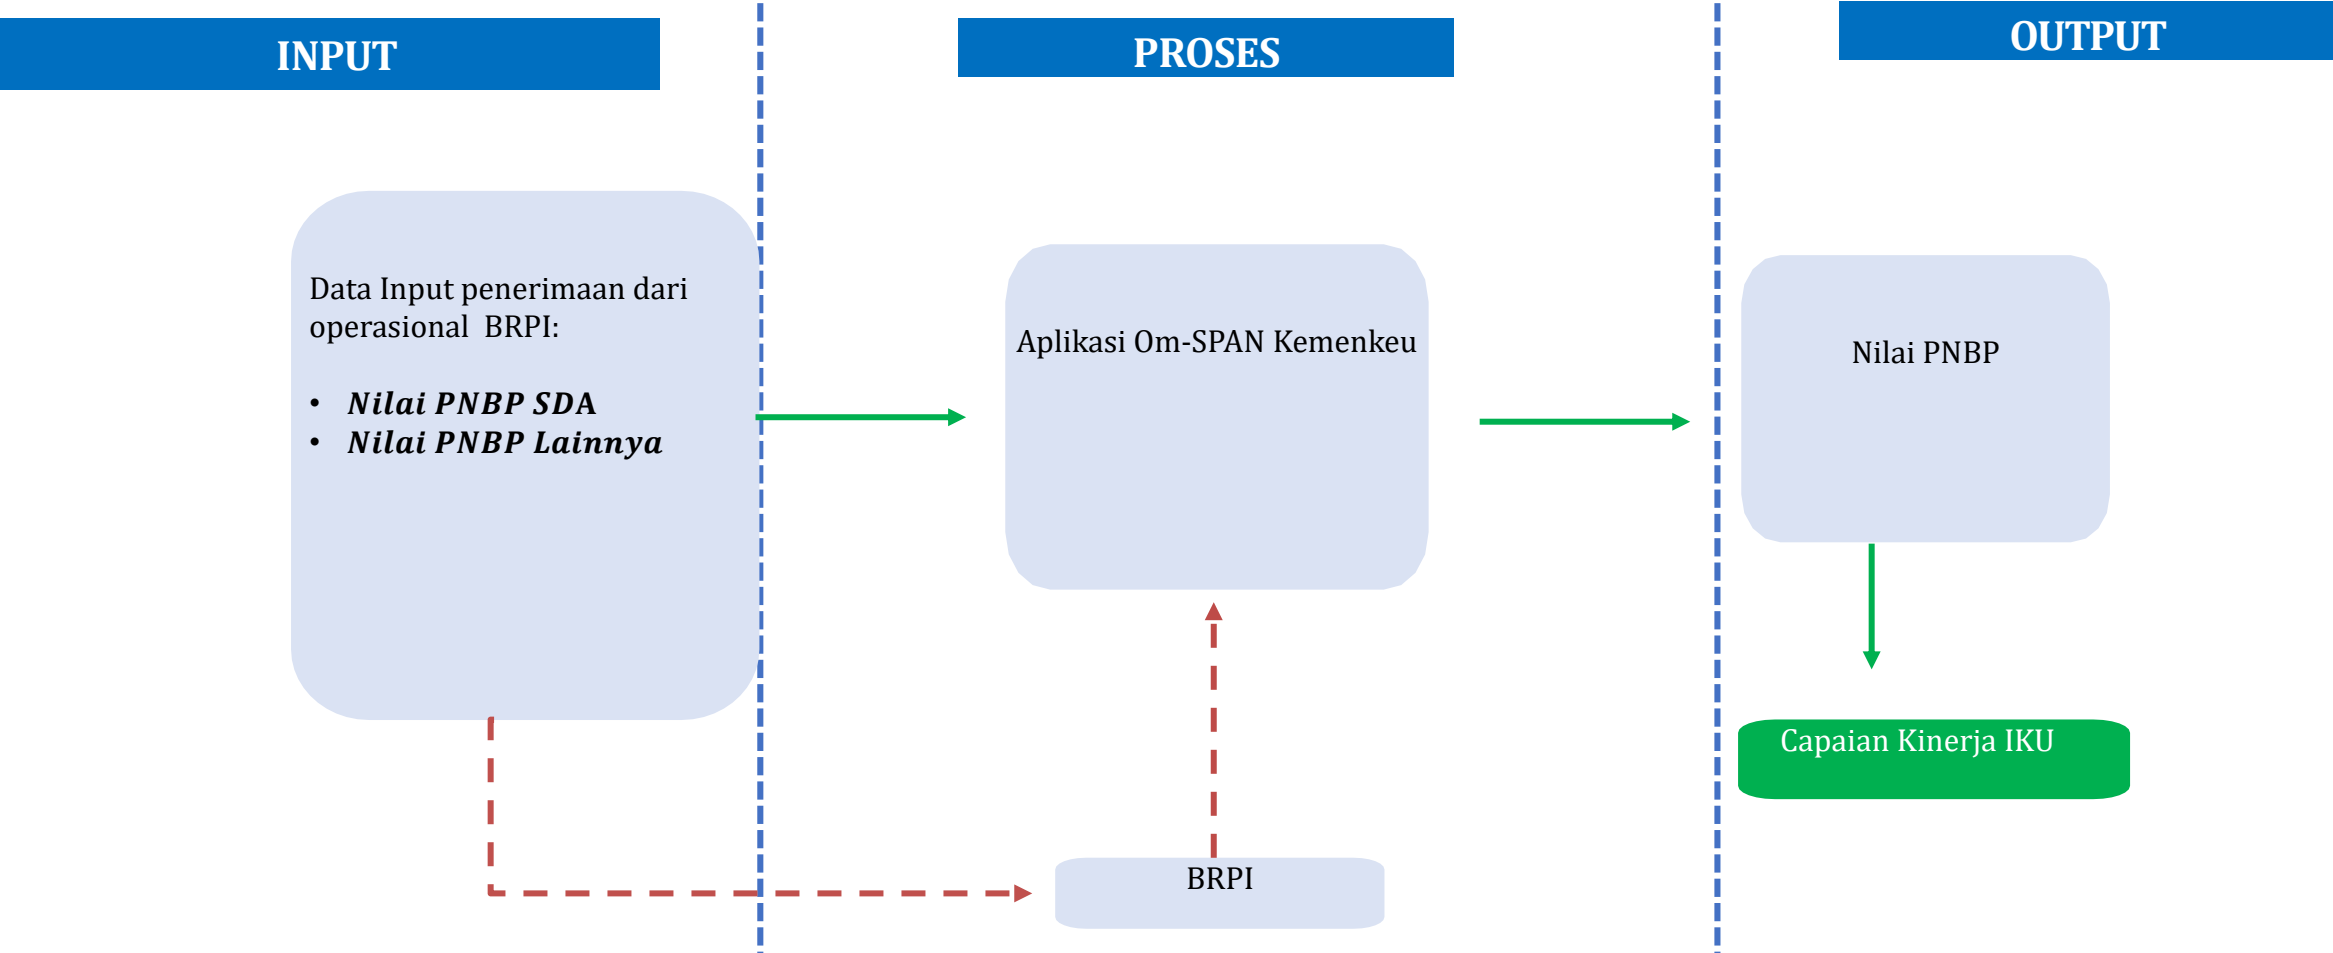 INPUT
PROSES
OUTPUT
Data Input penerimaan dari
operasional BRPI:
• Nilai PNBP SDA
• Nilai PNBP Lainnya
Aplikasi Om-SPAN Kemenkeu
Nilai PNBP
Capaian Kinerja IKU
BRPI